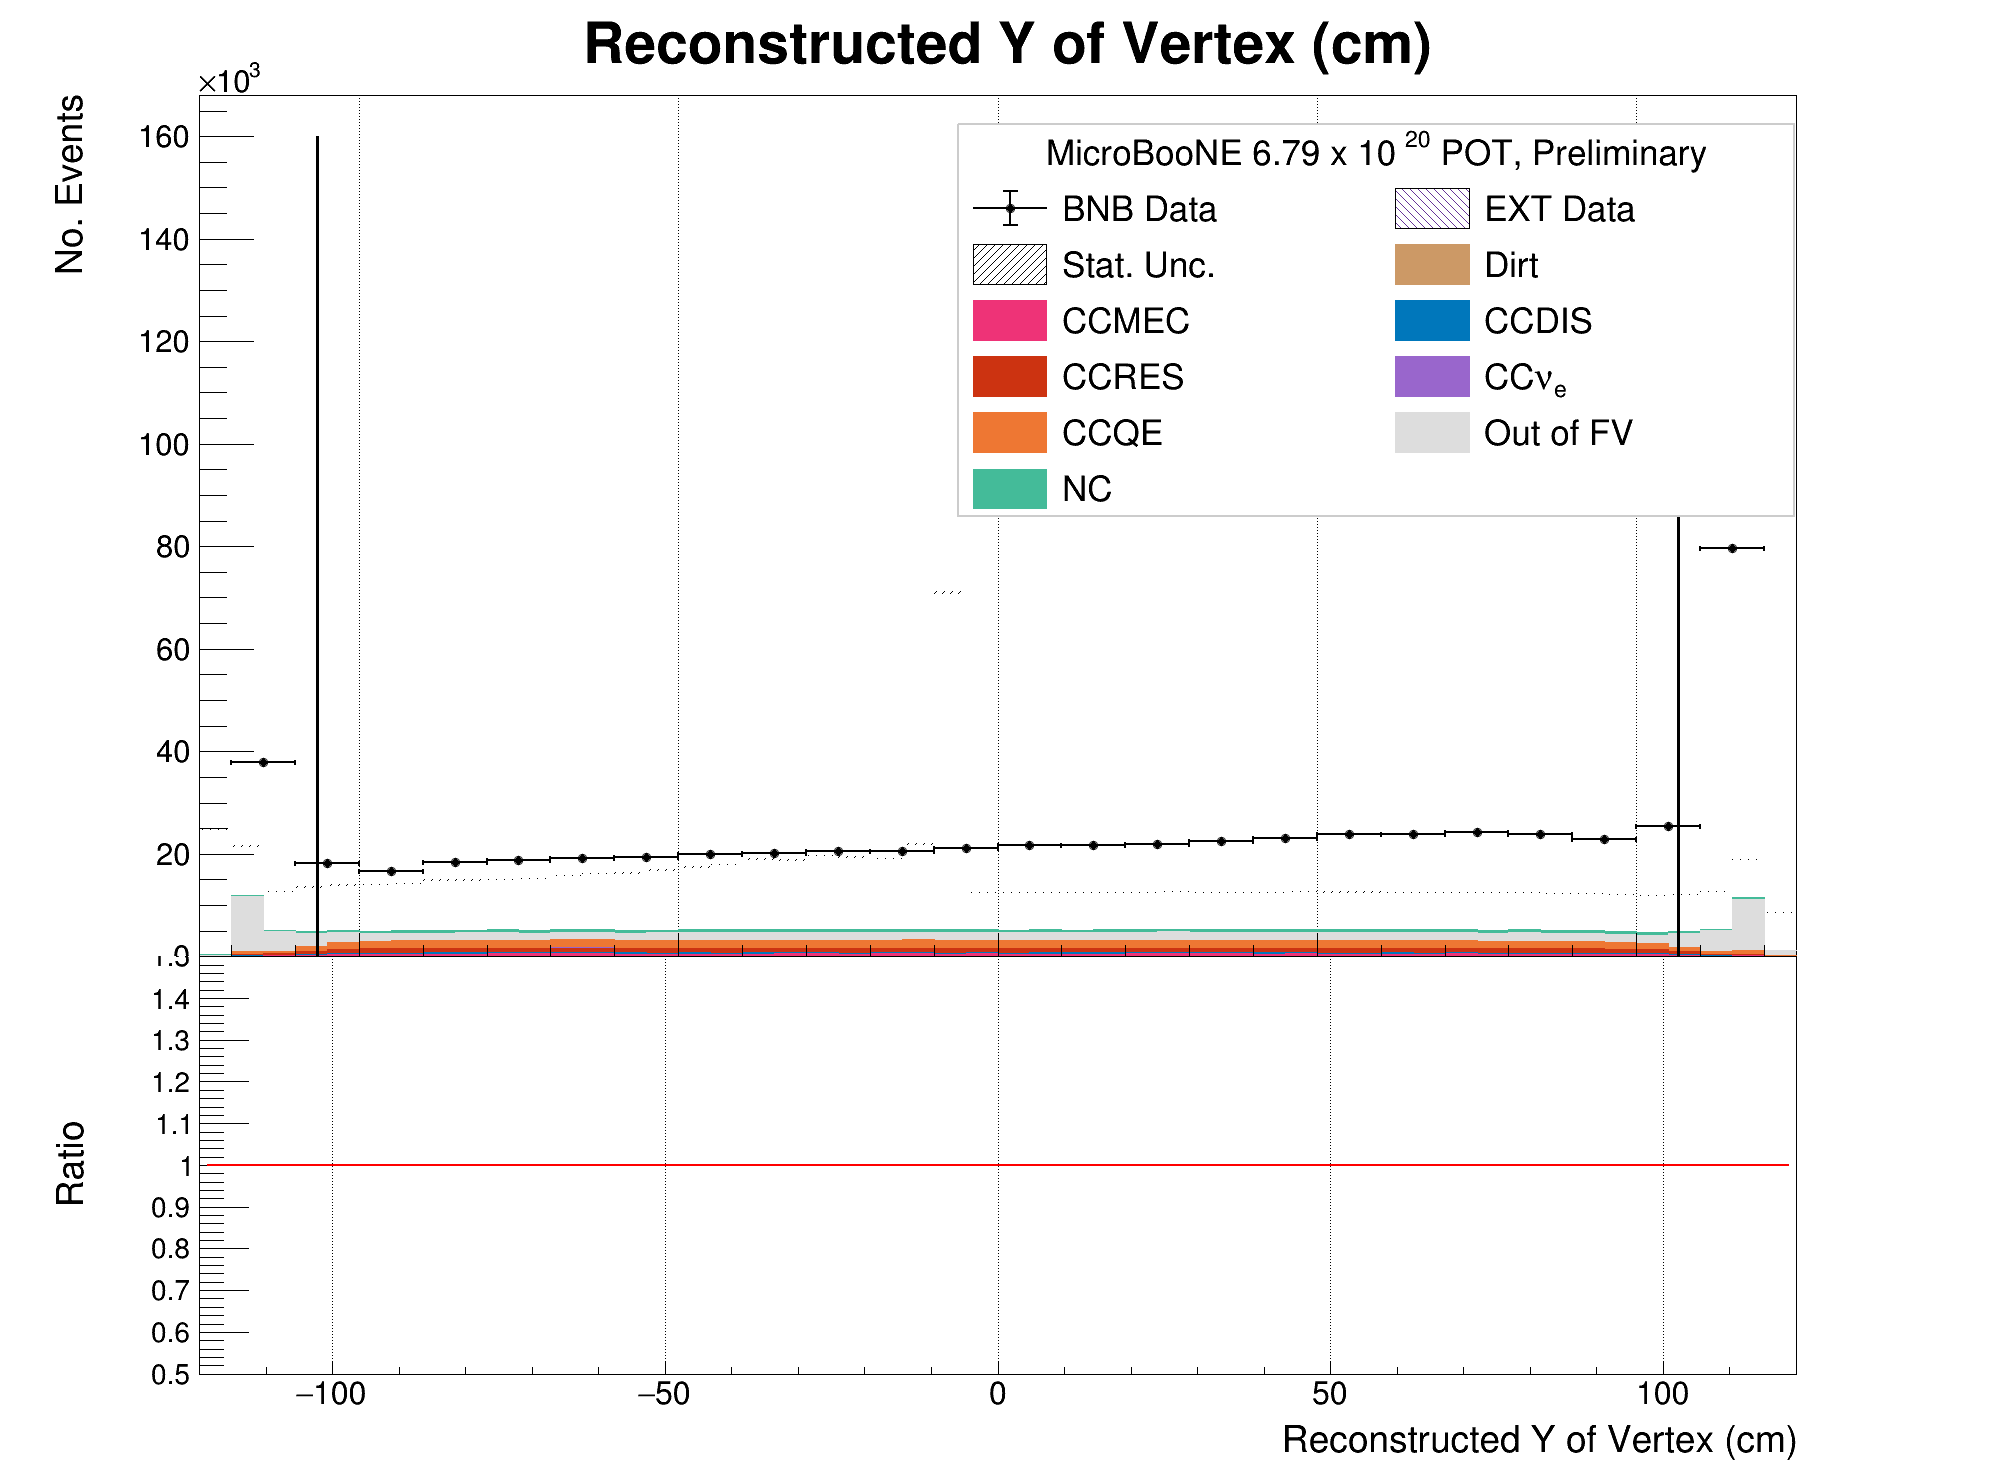 Reconstructed Y of Vertex (cm)
×10³
No. Events
160
140
120
100
80
60
40
20
0
MicroBooNE 6.79 x 10 ²⁰ POT, Preliminary
BNB Data
EXT Data
Stat. Unc.
Dirt
CCMEC
CCDIS
CCRES
CCνₑ
CCQE
Out of FV
NC
Ratio
1.4
1.3
1.2
1.1
1
0.9
0.8
0.7
0.6
0.5
−100 −50 0 50 100
Reconstructed Y of Vertex (cm)